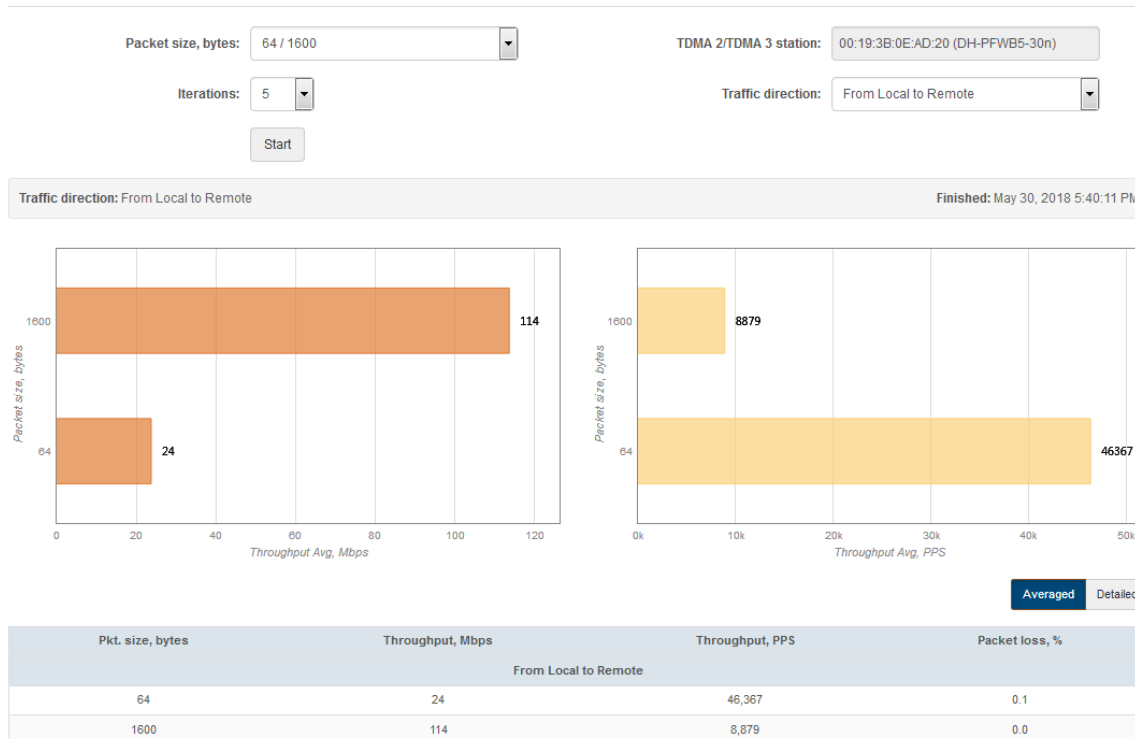 Packet size, bytes: 64 / 1600 TDMA 2/TDMA 3 station: 00:19:3B:0E:AD:20 (DH-PFWB5-30n)
Iterations: 5 Traffic direction: From Local to Remote
Start
Traffic direction: From Local to Remote Finished: May 30, 2018 5:40:11 PM
Packet size, bytes
1600 114
64 24
0 20 40 60 80 100 120
Throughput Avg, Mbps
Packet size, bytes
1600 8879
64 46367
0k 10k 20k 30k 40k 50k
Throughput Avg, PPS
Averaged Detailed
Pkt. size, bytes Throughput, Mbps Throughput, PPS Packet loss, %
From Local to Remote
64 24 46,367 0.1
1600 114 8,879 0.0